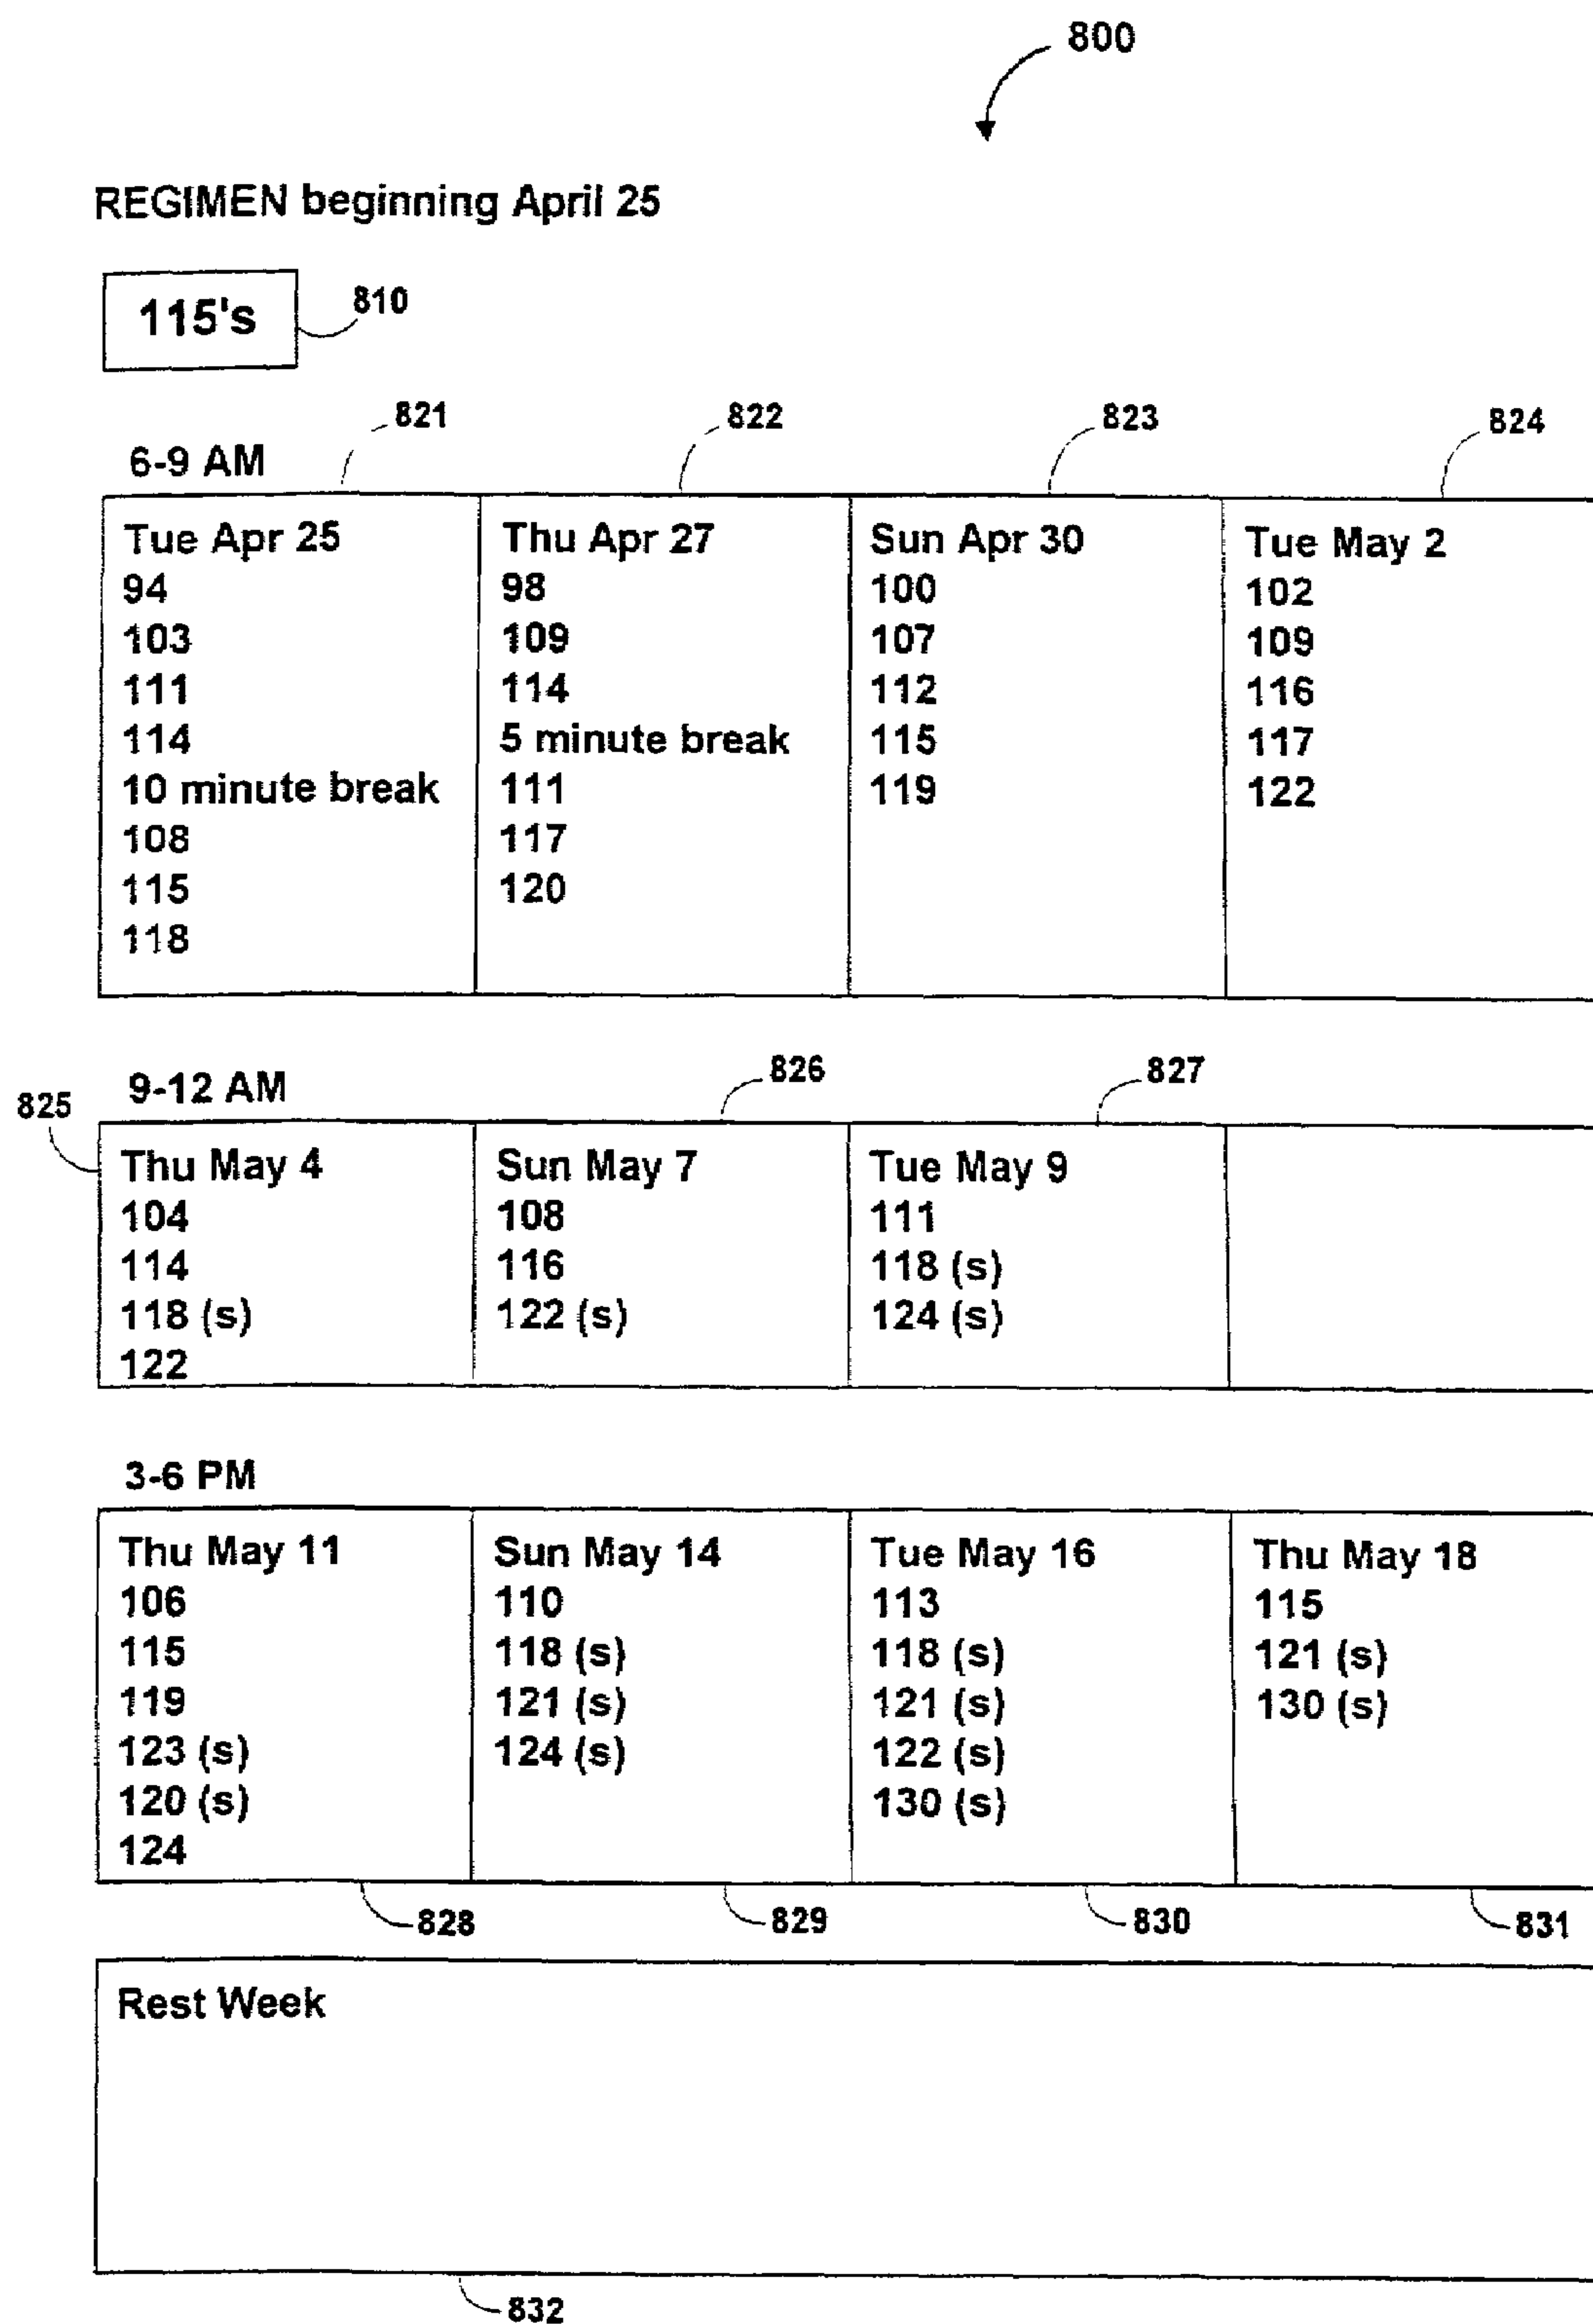 800
REGIMEN beginning April 25
115's
810
821
822
823
824
6-9 AM
Tue Apr 25
94
103
111
114
10 minute break
108
115
118
Thu Apr 27
98
109
114
5 minute break
111
117
120
Sun Apr 30
100
107
112
115
119
Tue May 2
102
109
116
117
122
9-12 AM
825
826
827
Thu May 4
104
114
118 (s)
122
Sun May 7
108
116
122 (s)
Tue May 9
111
118 (s)
124 (s)
3-6 PM
Thu May 11
106
115
119
123 (s)
120 (s)
124
Sun May 14
110
118 (s)
121 (s)
124 (s)
Tue May 16
113
118 (s)
121 (s)
122 (s)
130 (s)
Thu May 18
115
121 (s)
130 (s)
828
829
830
831
Rest Week
832